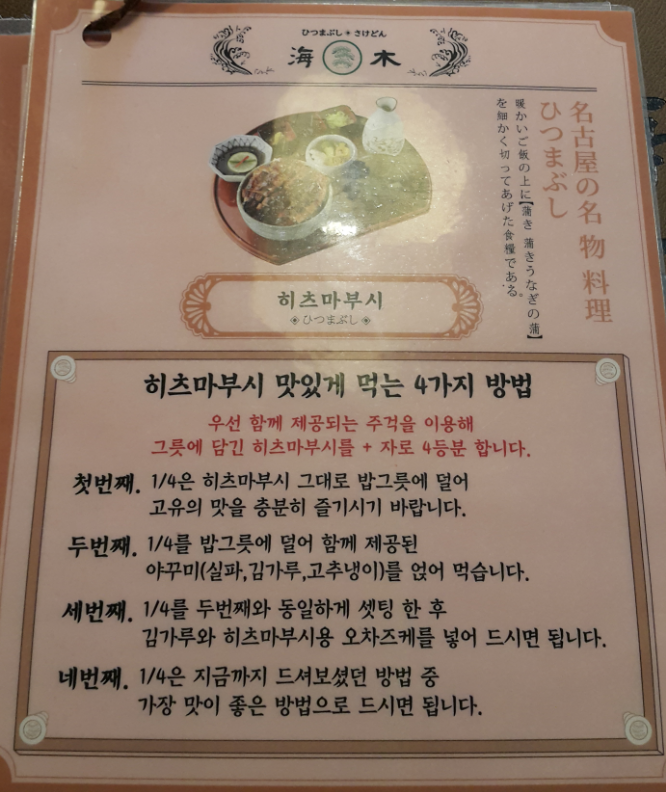 ひつまぶし+さけどん
海 木
名古屋の名物料理
ひつまぶし
暖かいご飯の上に【蒲き 蒲きうなぎの蒲】
を細かく切ってあげた食糧である。
히츠마부시
◈ひつまぶし◈
히츠마부시 맛있게 먹는 4가지 방법
우선 함께 제공되는 주걱을 이용해
그릇에 담긴 히츠마부시를 + 자로 4등분 합니다.
첫번째. 1/4은 히츠마부시 그대로 밥그릇에 덜어
고유의 맛을 충분히 즐기시기 바랍니다.
두번째. 1/4를 밥그릇에 덜어 함께 제공된
야꾸미(실파,김가루,고추냉이)를 얹어 먹습니다.
세번째. 1/4를 두번째와 동일하게 셋팅 한 후
김가루와 히츠마부시용 오차즈케를 넣어 드시면 됩니다.
네번째. 1/4은 지금까지 드셔보셨던 방법 중
가장 맛이 좋은 방법으로 드시면 됩니다.